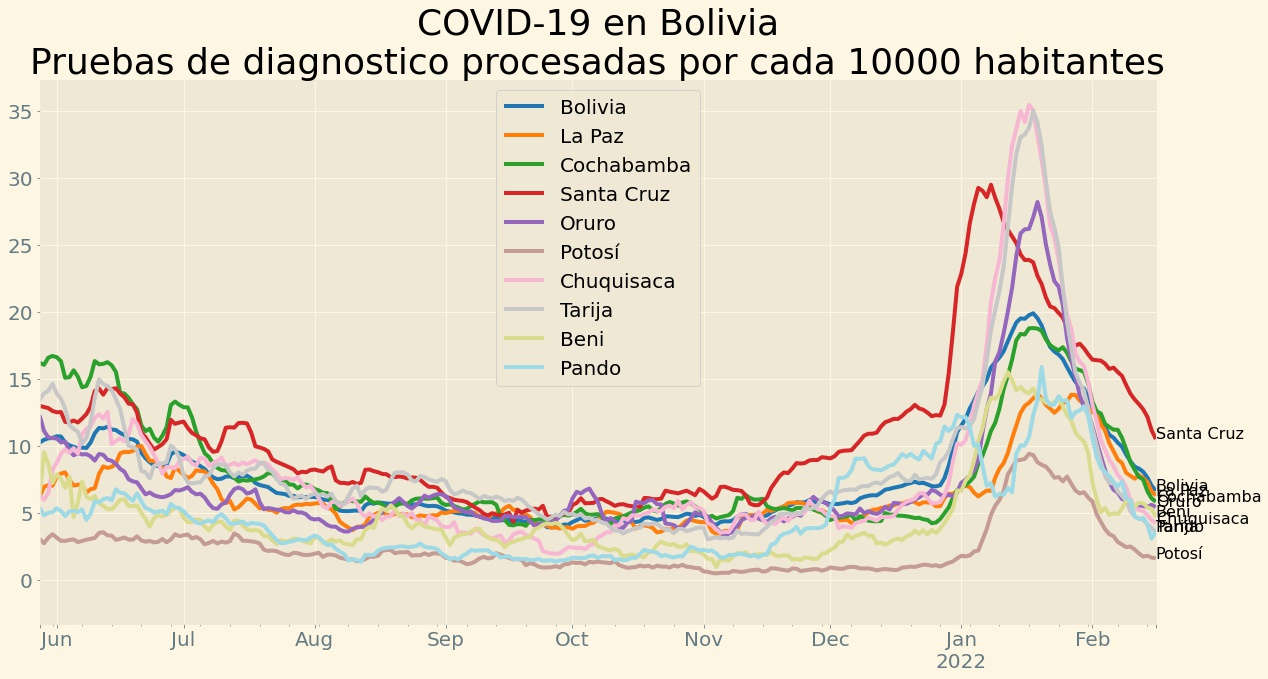 COVID-19 en Bolivia
Pruebas de diagnostico procesadas por cada 10000 habitantes
35
30
25
20
15
10
5
0
Bolivia
La Paz
Cochabamba
Santa Cruz
Oruro
Potosí
Chuquisaca
Tarija
Beni
Pando
Santa Cruz
Bolivia
La Paz
Cochabamba
Oruro
Beni
Chuquisaca
Potosí
Jun Jul Aug Sep Oct Nov Dec Jan Feb
2022